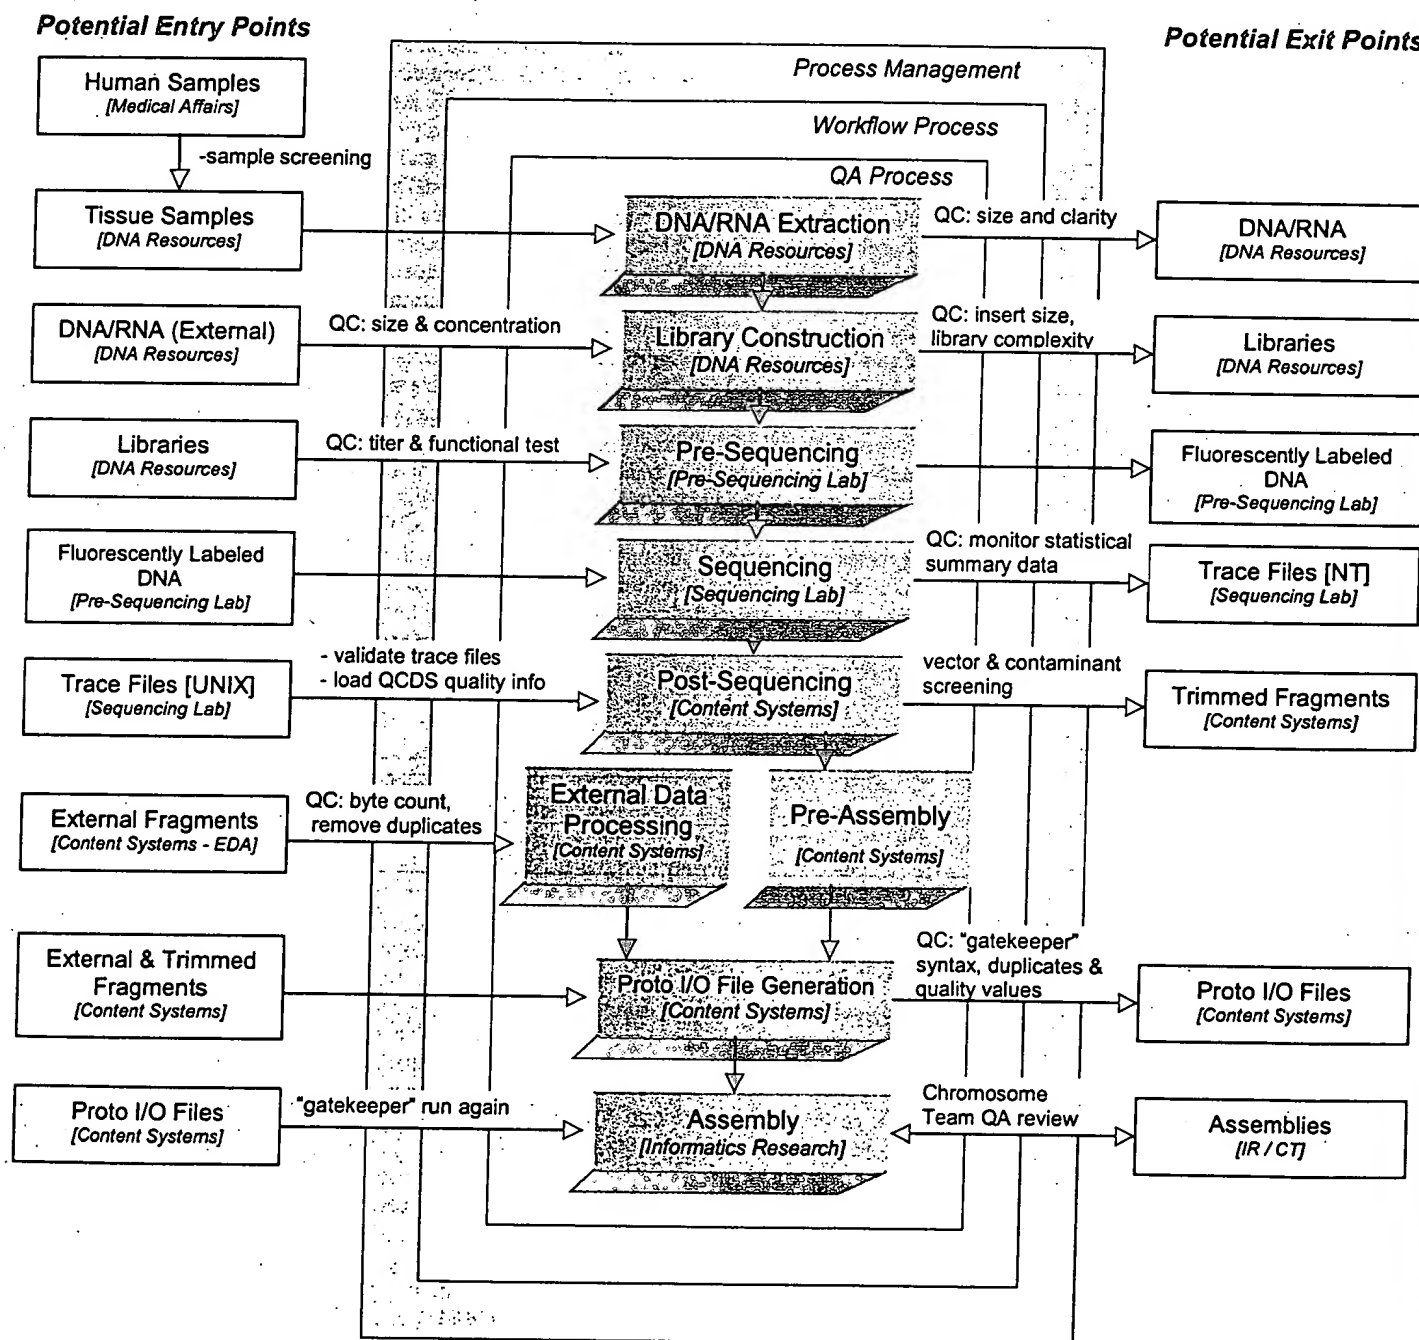 Potential Entry Points
Potential Exit Points
Process Management
Human Samples
[Medical Affairs]
Workflow Process
-sample screening
QA Process
Tissue Samples
[DNA Resources]
DNA/RNA Extraction
[DNA Resources]
QC: size and clarity
DNA/RNA
[DNA Resources]
DNA/RNA (External)
[DNA Resources]
QC: size & concentration
Library Construction
[DNA Resources]
QC: insert size,
library complexity
Libraries
[DNA Resources]
Libraries
[DNA Resources]
QC: titer & functional test
Pre-Sequencing
[Pre-Sequencing Lab]
Fluorescently Labeled
DNA
[Pre-Sequencing Lab]
Fluorescently Labeled
DNA
[Pre-Sequencing Lab]
Sequencing
[Sequencing Lab]
QC: monitor statistical
summary data
Trace Files [NT]
[Sequencing Lab]
Trace Files [UNIX]
[Sequencing Lab]
- validate trace files
- load QCDS quality info
Post-Sequencing
[Content Systems]
vector & contaminant
screening
Trimmed Fragments
[Content Systems]
External Fragments
[Content Systems - EDA]
QC: byte count,
remove duplicates
External Data
Processing
[Content Systems]
Pre-Assembly
[Content Systems]
External & Trimmed
Fragments
[Content Systems]
Proto I/O File Generation
[Content Systems]
QC: "gatekeeper"
syntax, duplicates &
quality values
Proto I/O Files
[Content Systems]
Proto I/O Files
[Content Systems]
"gatekeeper" run again
Assembly
[Informatics Research]
Chromosome
Team QA review
Assemblies
[IR / CT]